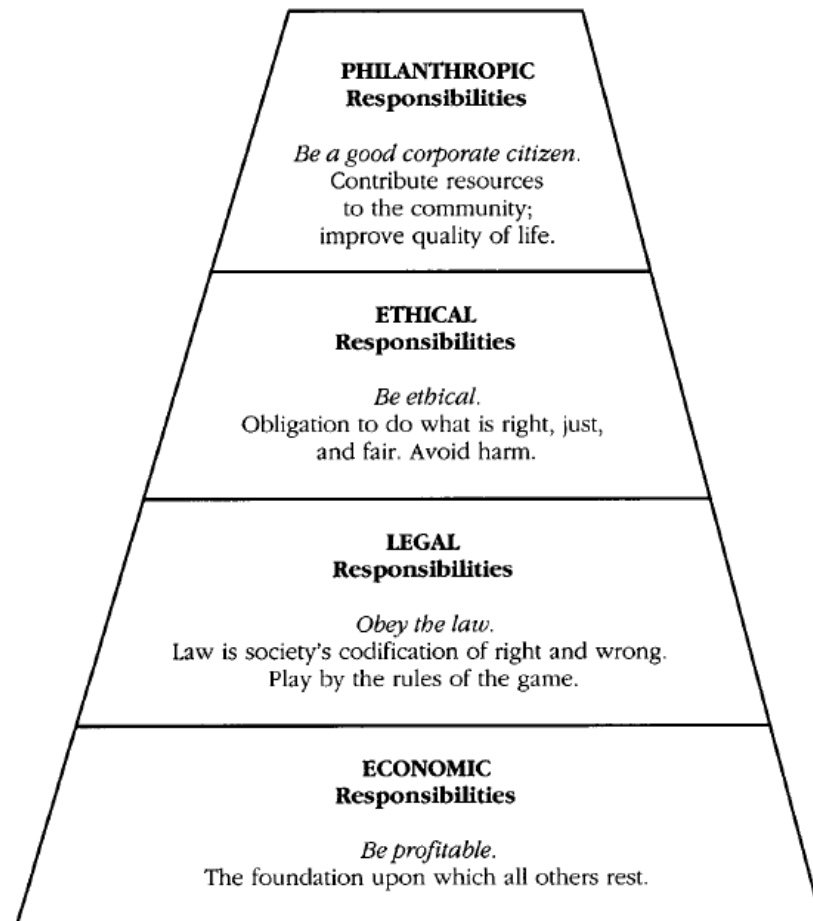 PHILANTHROPIC
Responsibilities
Be a good corporate citizen.
Contribute resources
to the community;
improve quality of life.
ETHICAL
Responsibilities
Be ethical.
Obligation to do what is right, just,
and fair. Avoid harm.
LEGAL
Responsibilities
Obey the law.
Law is society's codification of right and wrong.
Play by the rules of the game.
ECONOMIC
Responsibilities
Be profitable.
The foundation upon which all others rest.